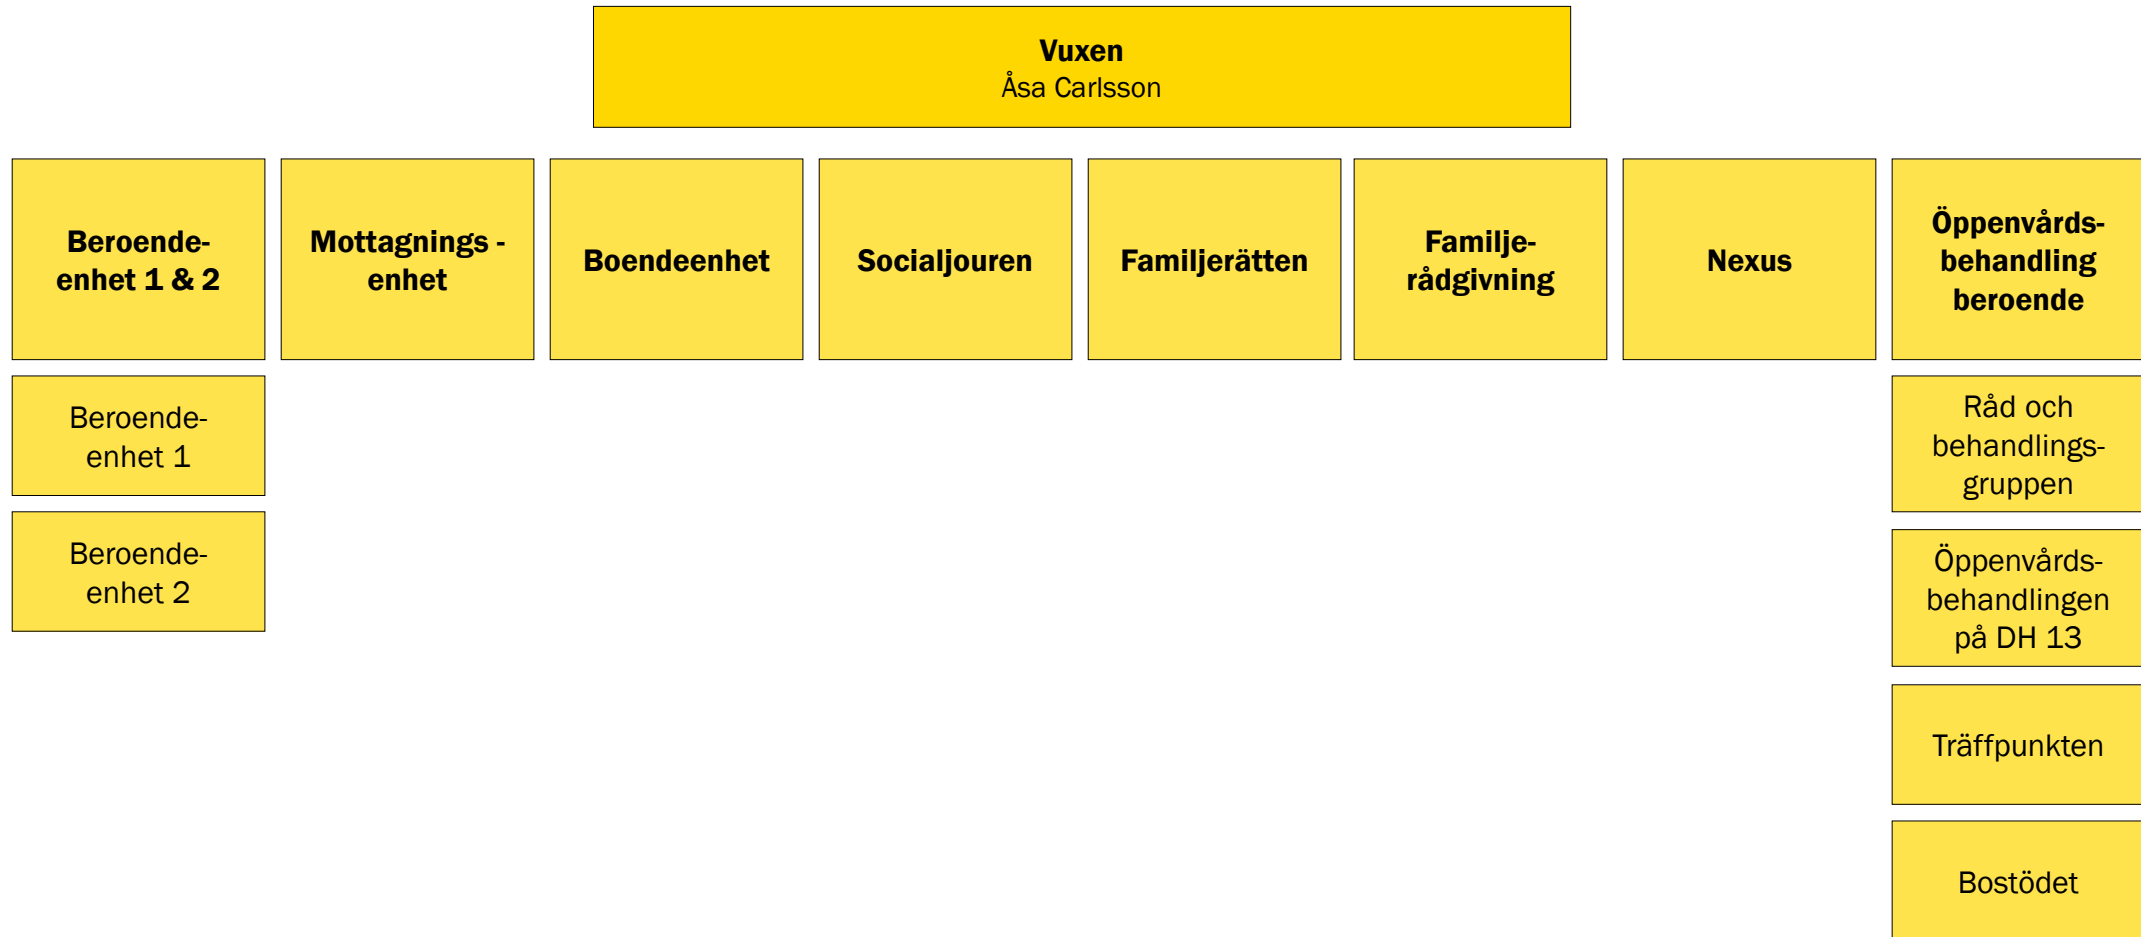 Vuxen
Åsa Carlsson
Beroende-
enhet 1 & 2
Mottagnings -
enhet
Boendeenhet
Socialjouren
Familjerätten
Familje-
rådgivning
Nexus
Öppenvårds-
behandling
beroende
Beroende-
enhet 1
Beroende-
enhet 2
Råd och
behandlings-
gruppen
Öppenvårds-
behandlingen
på DH 13
Träffpunkten
Bostödet